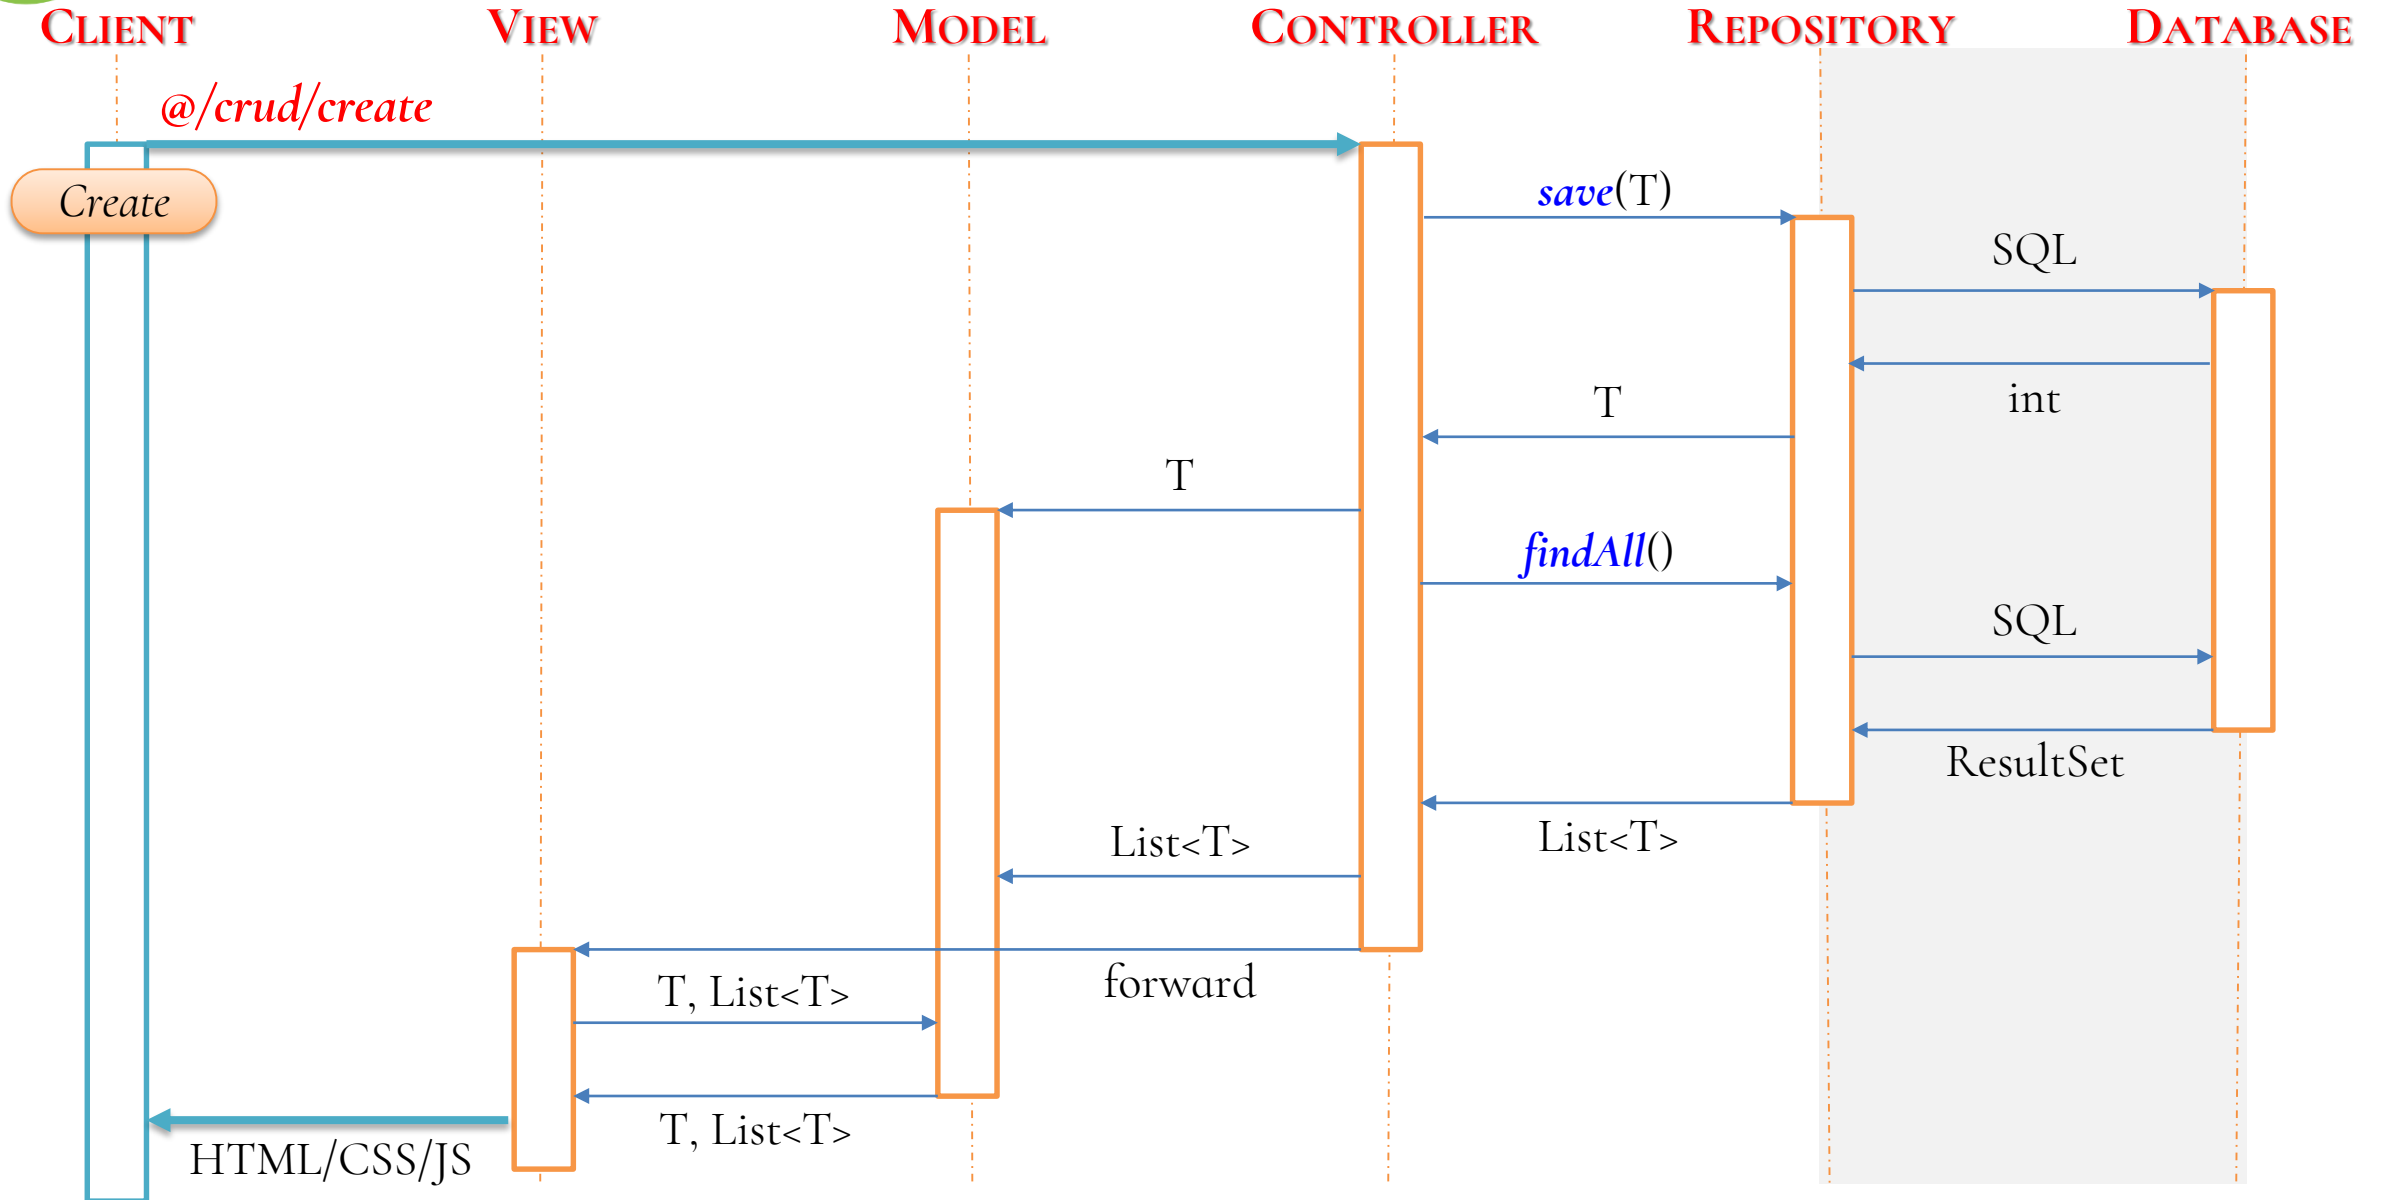 CLIENT
VIEW
MODEL
CONTROLLER
REPOSITORY
DATABASE
@/crud/create
Create
save(T)
SQL
int
T
T
findAll()
SQL
ResultSet
List<T>
List<T>
forward
T, List<T>
T, List<T>
HTML/CSS/JS